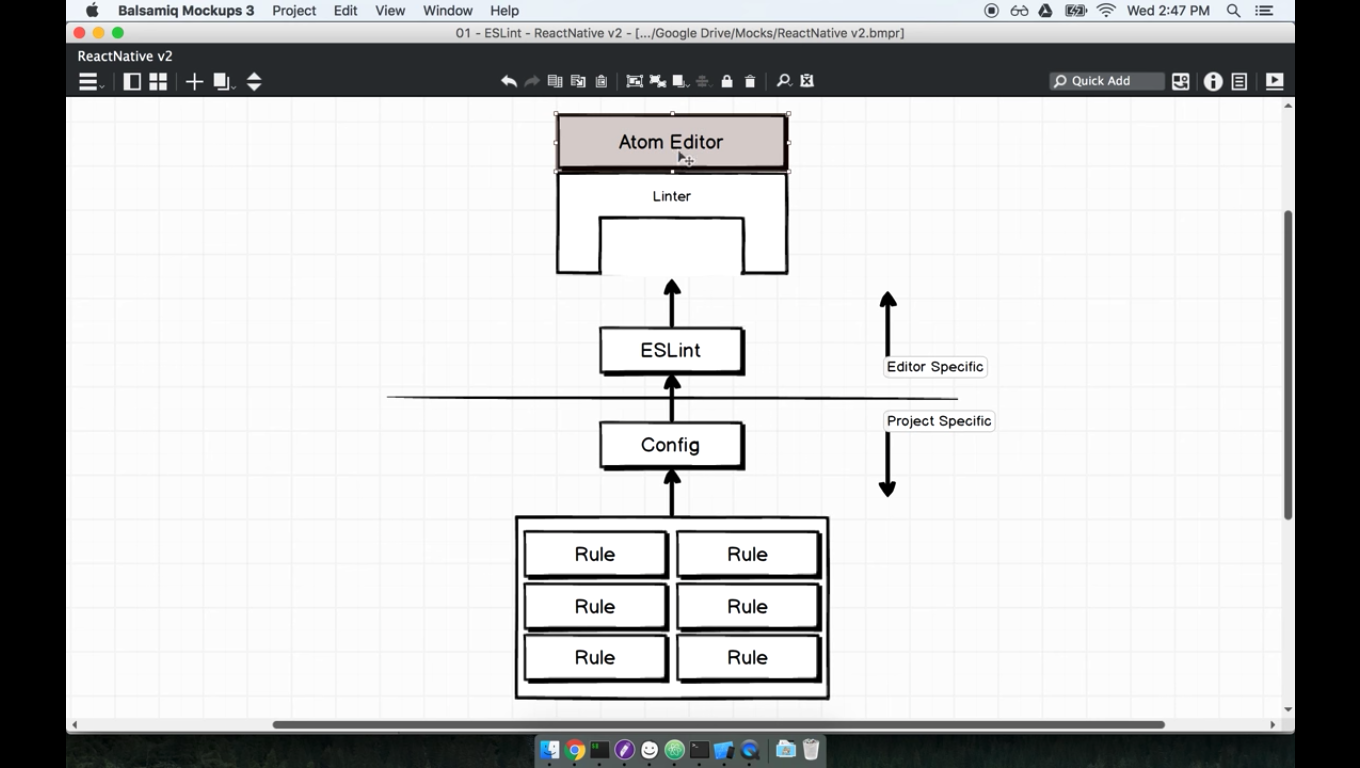 Balsamiq Mockups 3 Project Edit View Window Help Wed 2:47 PM
01 - ESLint - ReactNative v2 - [.../Google Drive/Mocks/ReactNative v2.bmpr]
ReactNative v2
Quick Add
Atom Editor
Linter
ESLint
Editor Specific
Project Specific
Config
Rule Rule
Rule Rule
Rule Rule